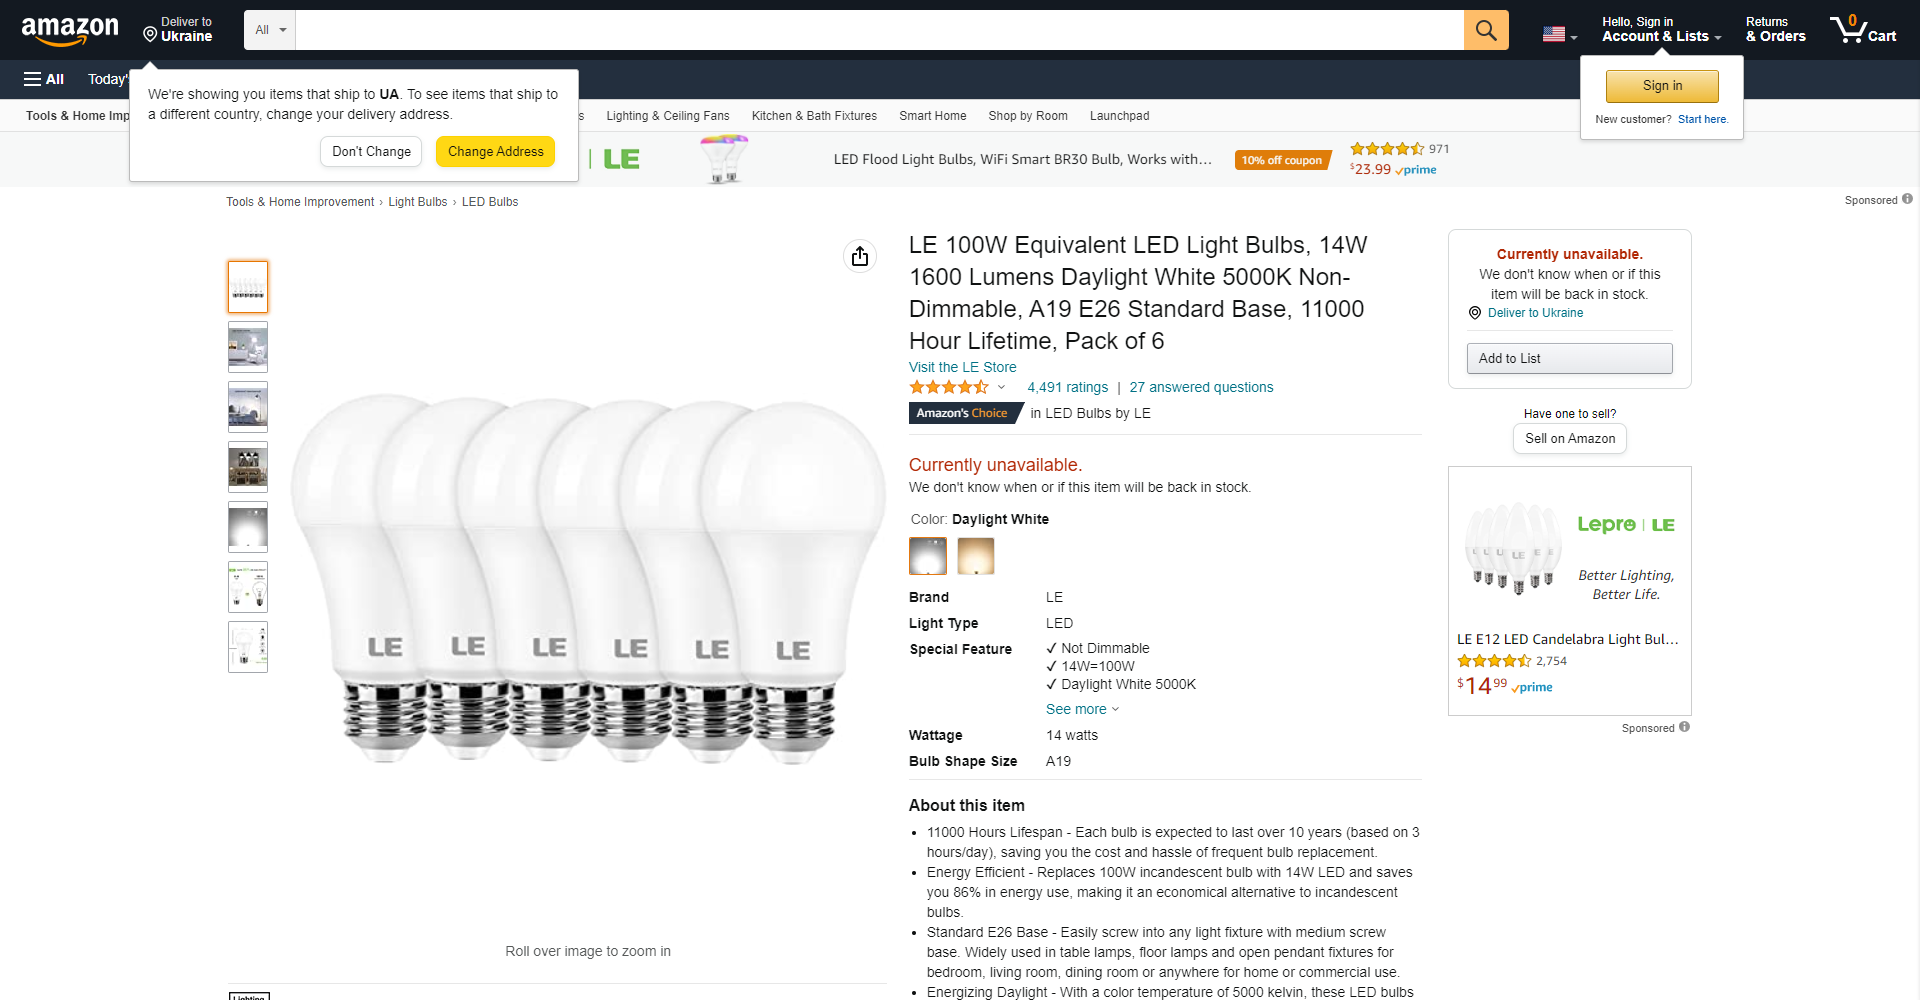 amazon
Deliver to
Ukraine
All
Hello, Sign in
Account & Lists
Returns
& Orders
0
Cart
All
Today's
Sign in
New customer? Start here.
We're showing you items that ship to UA. To see items that ship to
a different country, change your delivery address.
Don't Change
Change Address
Tools & Home Imp
s
Lighting & Ceiling Fans
Kitchen & Bath Fixtures
Smart Home
Shop by Room
Launchpad
| LE
LED Flood Light Bulbs, WiFi Smart BR30 Bulb, Works with…
10% off coupon
971
$23.99 prime
Sponsored
Tools & Home Improvement › Light Bulbs › LED Bulbs
LE 100W Equivalent LED Light Bulbs, 14W
1600 Lumens Daylight White 5000K Non-
Dimmable, A19 E26 Standard Base, 11000
Hour Lifetime, Pack of 6
Visit the LE Store
4,491 ratings | 27 answered questions
Amazon's Choice in LED Bulbs by LE
Currently unavailable.
We don't know when or if this item will be back in stock.
Color: Daylight White
Brand LE
Light Type LED
Special Feature ✓ Not Dimmable
✓ 14W=100W
✓ Daylight White 5000K
See more
Wattage 14 watts
Bulb Shape Size A19
About this item
• 11000 Hours Lifespan - Each bulb is expected to last over 10 years (based on 3
hours/day), saving you the cost and hassle of frequent bulb replacement.
• Energy Efficient - Replaces 100W incandescent bulb with 14W LED and saves
you 86% in energy use, making it an economical alternative to incandescent
bulbs.
• Standard E26 Base - Easily screw into any light fixture with medium screw
base. Widely used in table lamps, floor lamps and open pendant fixtures for
bedroom, living room, dining room or anywhere for home or commercial use.
• Energizing Daylight - With a color temperature of 5000 kelvin, these LED bulbs
LE LE LE LE LE LE
Roll over image to zoom in
Lighting
Currently unavailable.
We don't know when or if this
item will be back in stock.
Deliver to Ukraine
Add to List
Have one to sell?
Sell on Amazon
Lepro | LE
LE
Better Lighting,
Better Life.
LE E12 LED Candelabra Light Bul…
2,754
$14.99 prime
Sponsored